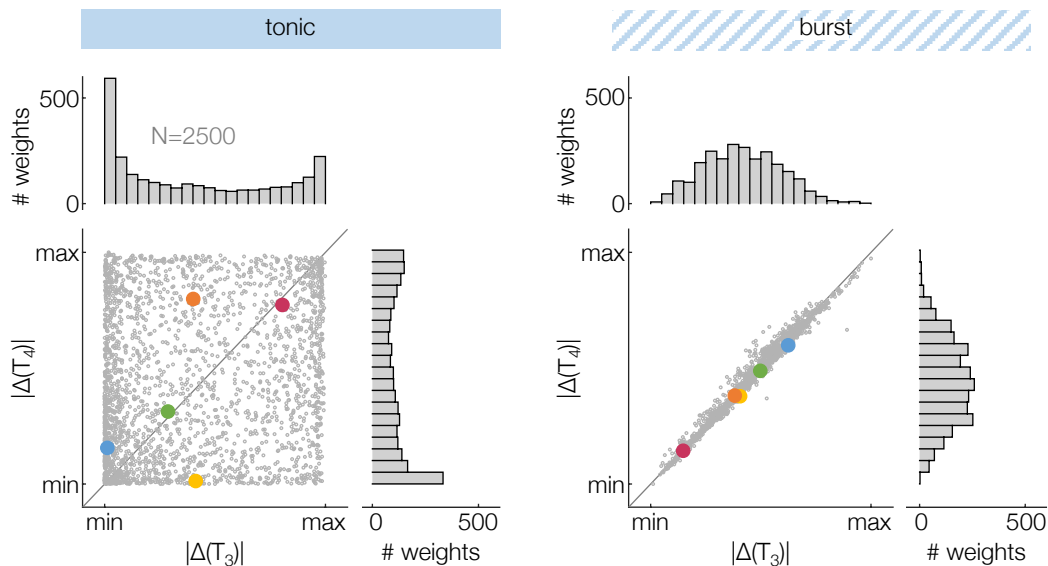 tonic
burst
# weights
500
0
N=2500
# weights
500
0
|Δ(T₄)|
max
min
min
max
|Δ(T₃)|
0
500
# weights
|Δ(T₄)|
max
min
min
max
|Δ(T₃)|
0
500
# weights